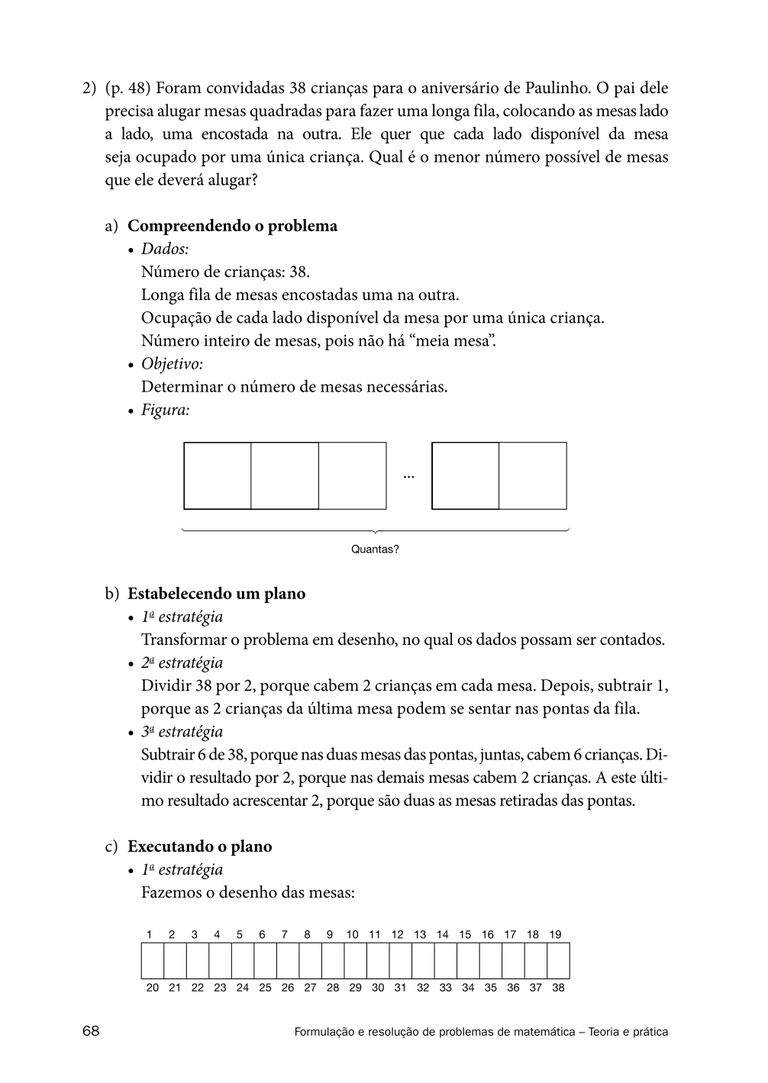 2) (p. 48) Foram convidadas 38 crianças para o aniversário de Paulinho. O pai dele
precisa alugar mesas quadradas para fazer uma longa fila, colocando as mesas lado
a lado, uma encostada na outra. Ele quer que cada lado disponível da mesa
seja ocupado por uma única criança. Qual é o menor número possível de mesas
que ele deverá alugar?
a) Compreendendo o problema
• Dados:
Número de crianças: 38.
Longa fila de mesas encostadas uma na outra.
Ocupação de cada lado disponível da mesa por uma única criança.
Número inteiro de mesas, pois não há “meia mesa”.
• Objetivo:
Determinar o número de mesas necessárias.
• Figura:
...
Quantas?
b) Estabelecendo um plano
• 1ª estratégia
Transformar o problema em desenho, no qual os dados possam ser contados.
• 2ª estratégia
Dividir 38 por 2, porque cabem 2 crianças em cada mesa. Depois, subtrair 1,
porque as 2 crianças da última mesa podem se sentar nas pontas da fila.
• 3ª estratégia
Subtrair 6 de 38, porque nas duas mesas das pontas, juntas, cabem 6 crianças. Di-
vidir o resultado por 2, porque nas demais mesas cabem 2 crianças. A este últi-
mo resultado acrescentar 2, porque são duas as mesas retiradas das pontas.
c) Executando o plano
• 1ª estratégia
Fazemos o desenho das mesas:
1 2 3 4 5 6 7 8 9 10 11 12 13 14 15 16 17 18 19
20 21 22 23 24 25 26 27 28 29 30 31 32 33 34 35 36 37 38
68 Formulação e resolução de problemas de matemática – Teoria e prática